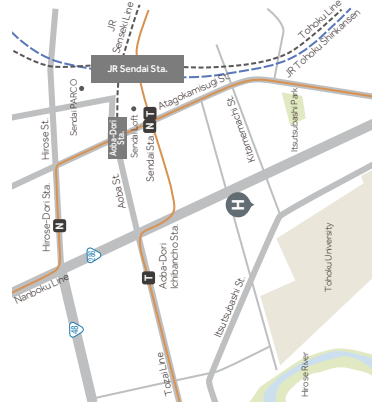 JR
Senseki Line
Tohoku Line
JR Tohoku Shinkansen
JR Sendai Sta.
Sendai PARCO
Atagokamisugi St.
Hirose St.
Aoba-Dori
Sta.
Sendai Loft
Sendai Sta.
N
T
Kitamemachi St.
Itsutsubashi Park
Aoba St.
Hirose-Dori Sta.
N
H
286
Aoba-Dori
Ichibancho Sta.
T
Nanboku Line
Tohoku University
48
Itsutsubashi St.
Tozai Line
Hirose River